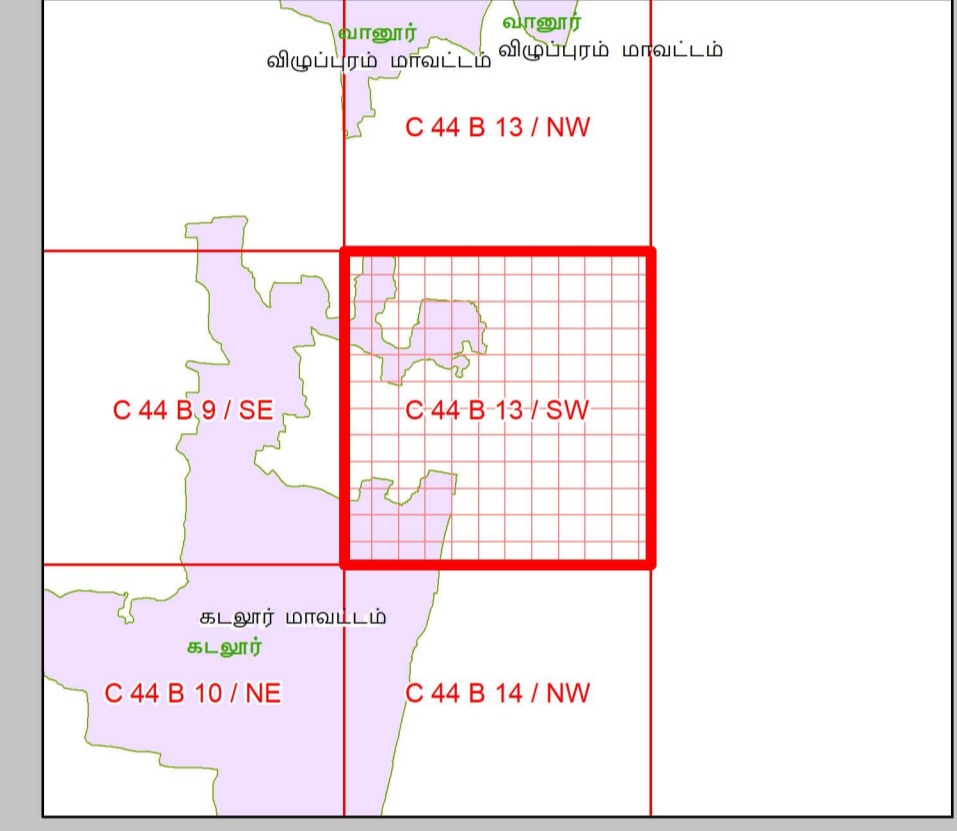 வானூர்
விழுப்புரம் மாவட்டம்
வானூர்
விழுப்புரம் மாவட்டம்
C 44 B 13 / NW
C 44 B 9 / SE
C 44 B 13 / SW
கடலூர் மாவட்டம்
கடலூர்
C 44 B 10 / NE
C 44 B 14 / NW